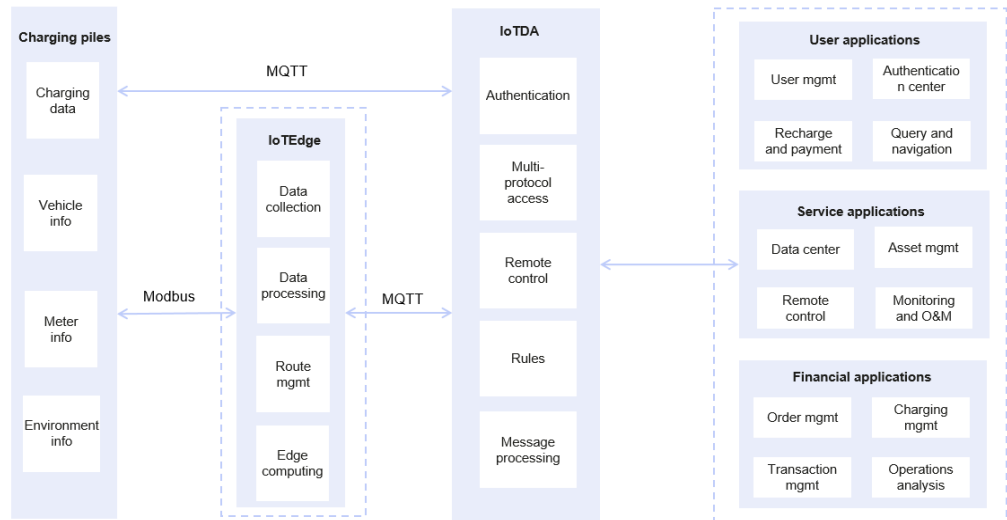 Charging piles
Charging
data
Vehicle
info
Meter
info
Environment
info
MQTT
Modbus
IoTEdge
Data
collection
Data
processing
Route
mgmt
Edge
computing
MQTT
IoTDA
Authentication
Multi-
protocol
access
Remote
control
Rules
Message
processing
User applications
User mgmt
Authenticatio
n center
Recharge
and payment
Query and
navigation
Service applications
Data center
Asset mgmt
Remote
control
Monitoring
and O&M
Financial applications
Order mgmt
Charging
mgmt
Transaction
mgmt
Operations
analysis